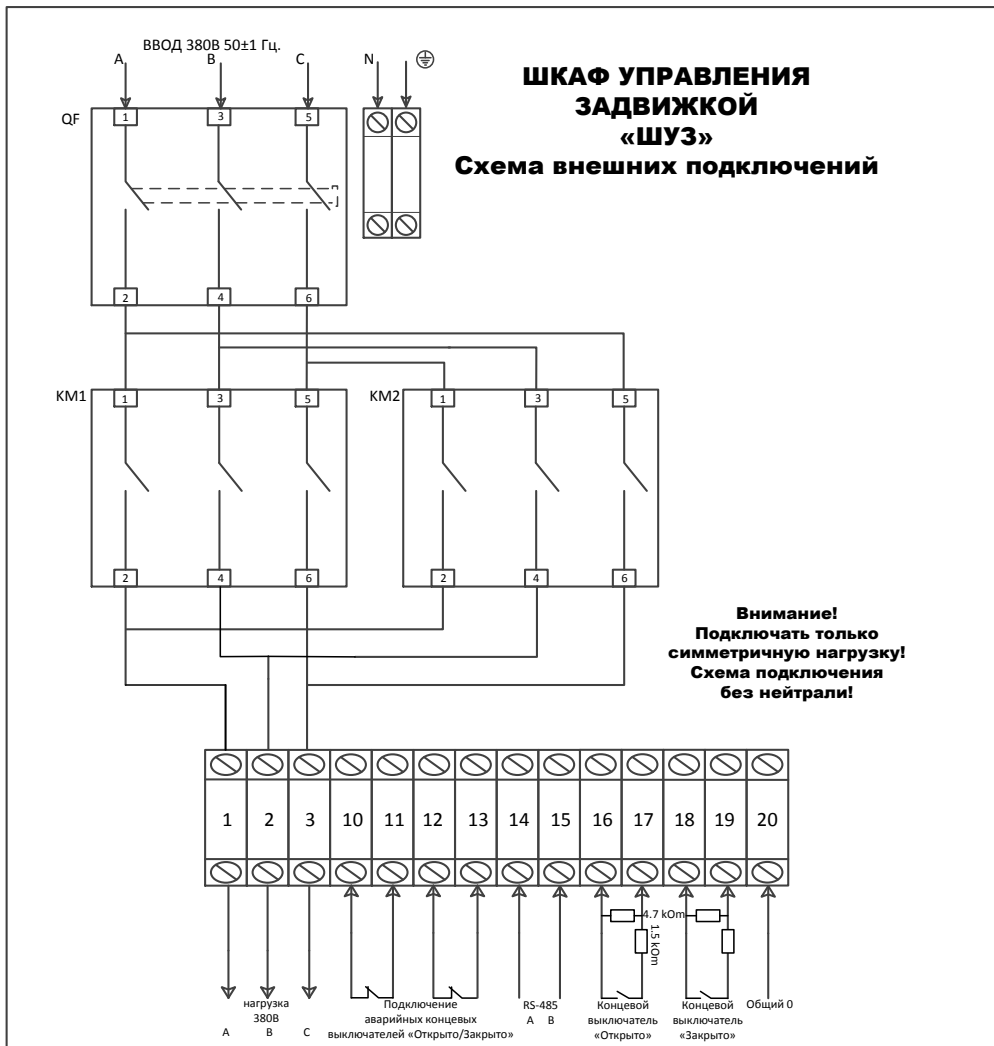 ВВОД 380В 50±1 Гц.
A B C N
ШКАФ УПРАВЛЕНИЯ
ЗАДВИЖКОЙ
«ШУЗ»
Схема внешних подключений
QF
1 3 5
2 4 6
KM1
1 3 5
KM2
1 3 5
2 4 6
2 4 6
Внимание!
Подключать только
симметричную нагрузку!
Схема подключения
без нейтрали!
1 2 3 10 11 12 13 14 15 16 17 18 19 20
4.7 kOm
1.5 kOm
нагрузка
380В
A B C
Подключение
аварийных концевых
выключателей «Открыто/Закрыто»
RS-485
A B
Концевой
выключатель
«Открыто»
Концевой
выключатель
«Закрыто»
Общий 0